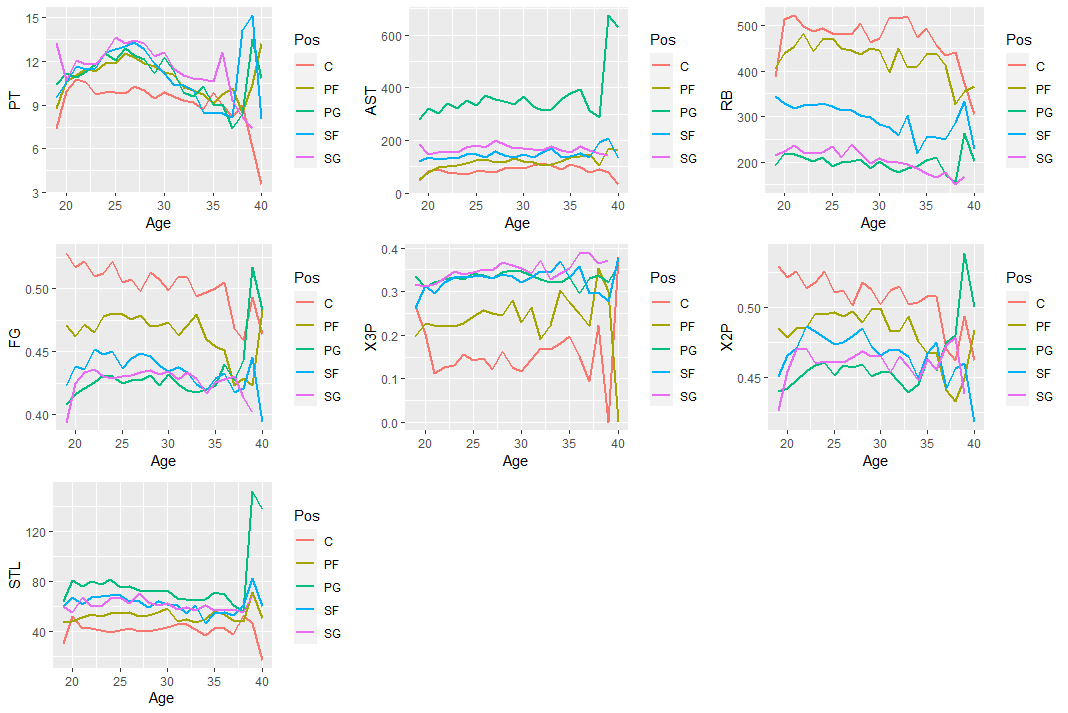 PT
15
12
9
6
3
20 25 30 35 40
Age
Pos
C
PF
PG
SF
SG
AST
600
400
200
0
20 25 30 35 40
Age
Pos
C
PF
PG
SF
SG
RB
500
400
300
200
20 25 30 35 40
Age
Pos
C
PF
PG
SF
SG
FG
0.50
0.45
0.40
20 25 30 35 40
Age
Pos
C
PF
PG
SF
SG
X3P
0.4
0.3
0.2
0.1
0.0
20 25 30 35 40
Age
Pos
C
PF
PG
SF
SG
X2P
0.50
0.45
20 25 30 35 40
Age
Pos
C
PF
PG
SF
SG
STL
120
80
40
20 25 30 35 40
Age
Pos
C
PF
PG
SF
SG